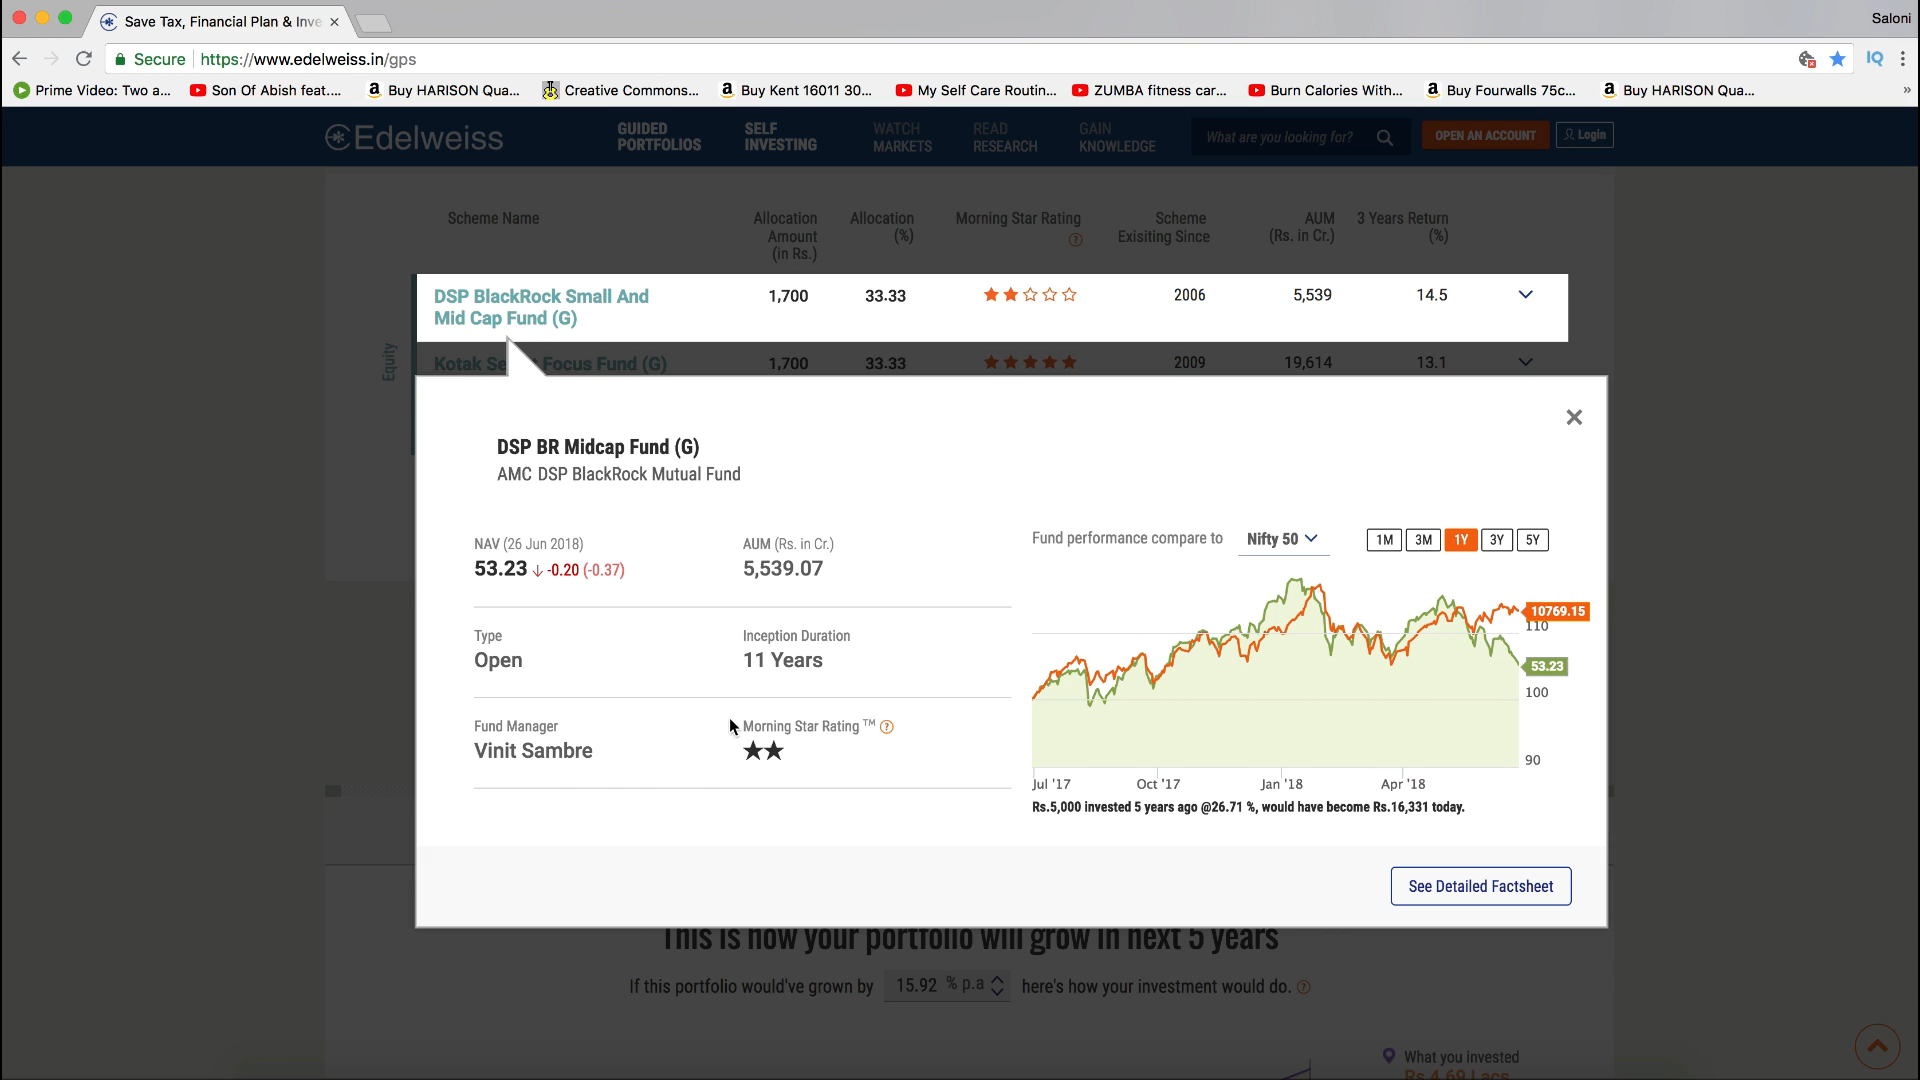 Save Tax, Financial Plan & Inve
Saloni
Secure
https://www.edelweiss.in/gps
IQ
Prime Video: Two a...
Son Of Abish feat....
Buy HARISON Qua...
Creative Commons...
Buy Kent 16011 30...
My Self Care Routin...
ZUMBA fitness car...
Burn Calories With...
Buy Fourwalls 75c...
Buy HARISON Qua...
Edelweiss
GUIDED
PORTFOLIOS
SELF
INVESTING
WATCH
MARKETS
READ
RESEARCH
GAIN
KNOWLEDGE
What are you looking for?
OPEN AN ACCOUNT
Login
Scheme Name
Allocation
Amount
(in Rs.)
Allocation
(%)
Morning Star Rating
?
Scheme
Exisiting Since
AUM
(Rs. in Cr.)
3 Years Return
(%)
Equity
DSP BlackRock Small And
Mid Cap Fund (G)
1,700
33.33
2006
5,539
14.5
Kotak Se
Focus Fund (G)
1,700
33.33
2009
19,614
13.1
DSP BR Midcap Fund (G)
AMC DSP BlackRock Mutual Fund
NAV (26 Jun 2018)
53.23 ↓ -0.20 (-0.37)
AUM (Rs. in Cr.)
5,539.07
Type
Open
Inception Duration
11 Years
Fund Manager
Vinit Sambre
Morning Star Rating ™ ?
Fund performance compare to
Nifty 50
1M
3M
1Y
3Y
5Y
10769.15
110
53.23
100
90
Jul '17
Oct '17
Jan '18
Apr '18
Rs.5,000 invested 5 years ago @26.71 %, would have become Rs.16,331 today.
See Detailed Factsheet
This is how your portfolio will grow in next 5 years
If this portfolio would've grown by 15.92 % p.a here's how your investment would do. ?
What you invested
Rs 4.69 Lacs